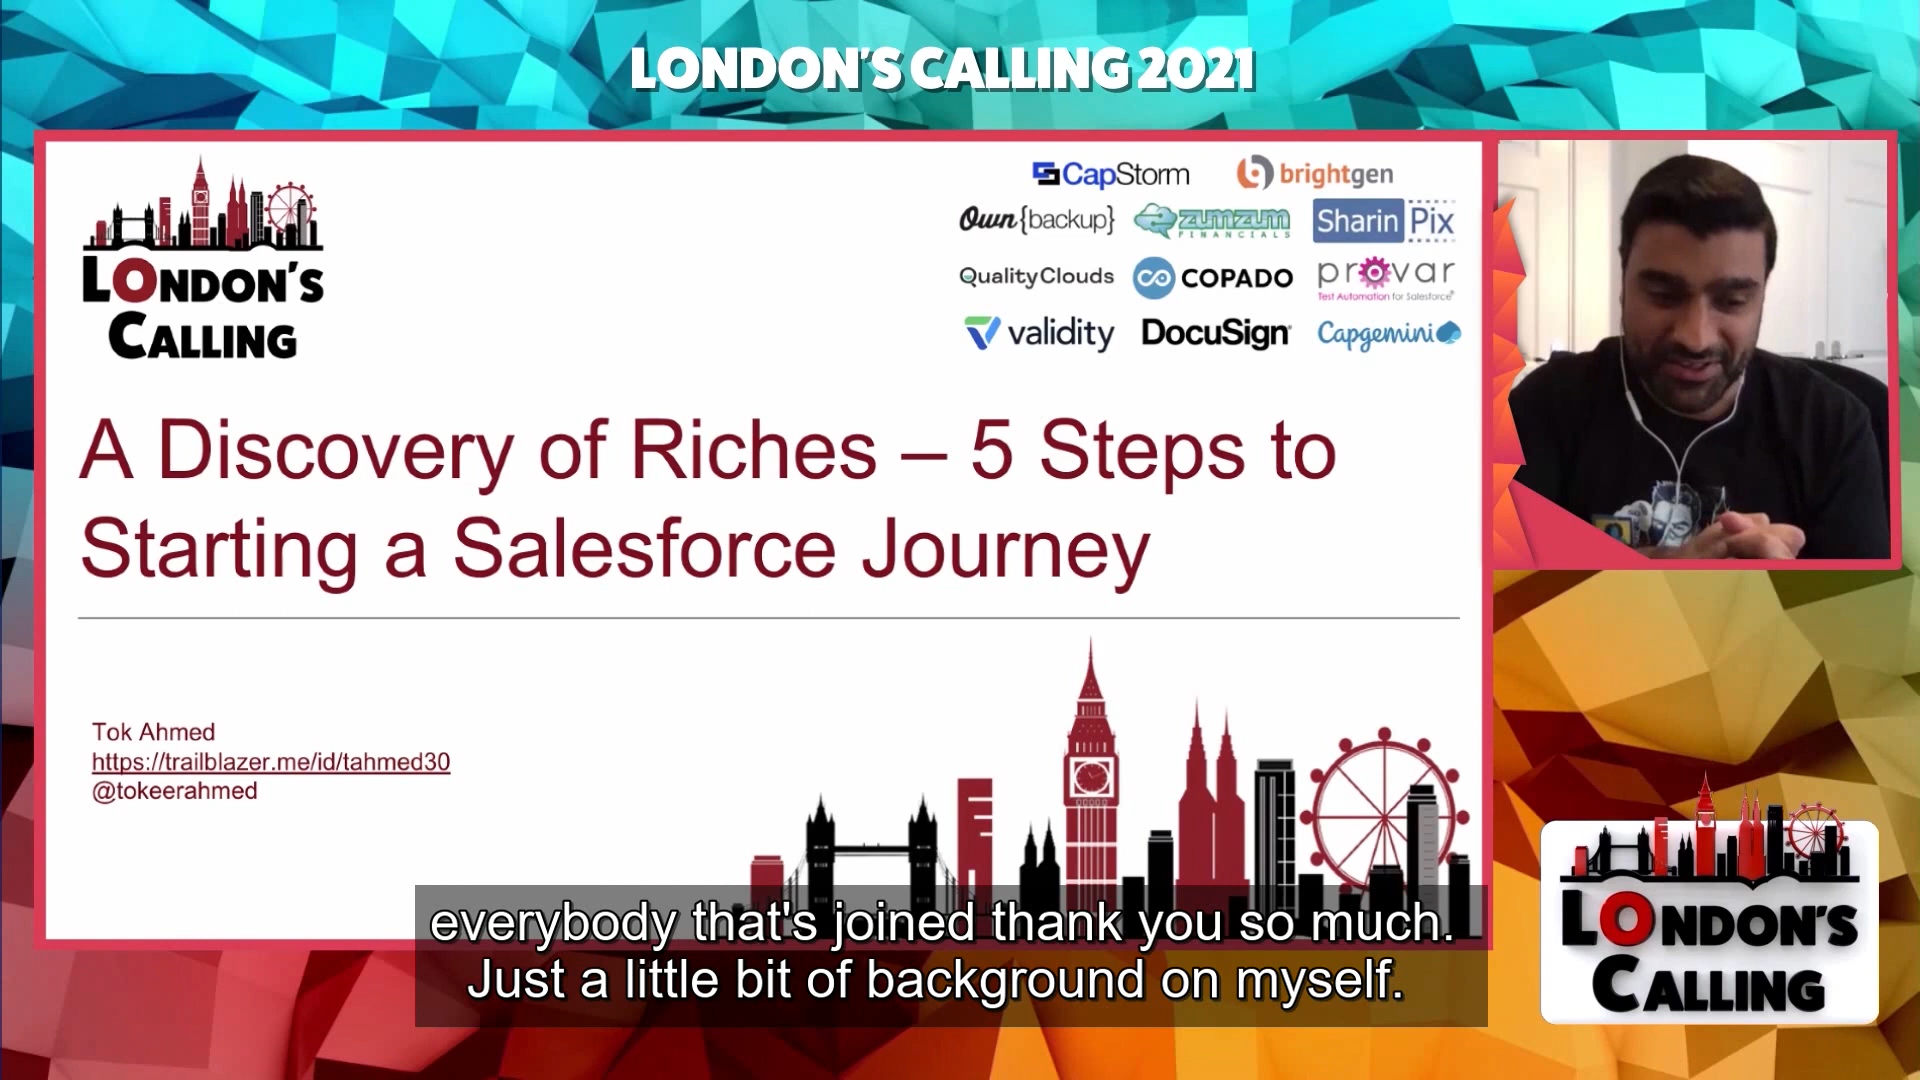 LONDON'S CALLING 2021
LONDON'S
CALLING
CapStorm brightgen
Own{backup} ZUMZUM FINANCIALS SharinPix
QualityClouds COPADO provar Test Automation for Salesforce®
validity DocuSign® Capgemini
A Discovery of Riches – 5 Steps to
Starting a Salesforce Journey
Tok Ahmed
https://trailblazer.me/id/tahmed30
@tokeerahmed
everybody that's joined thank you so much.
Just a little bit of background on myself.
LONDON'S
CALLING